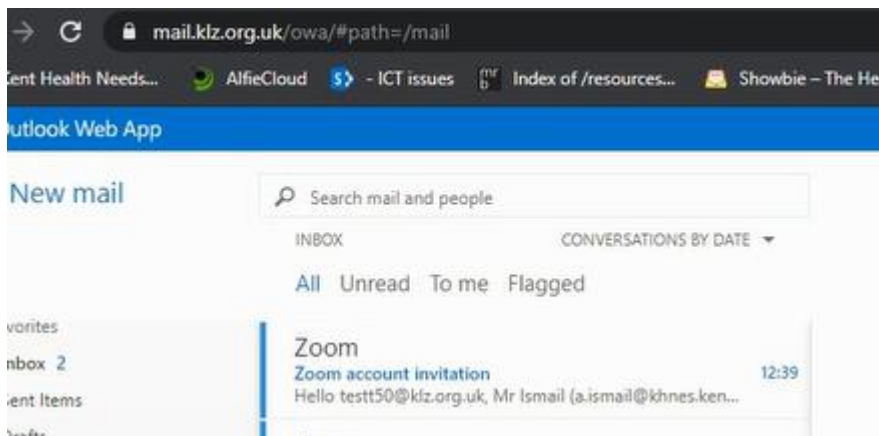 mail.klz.org.uk/owa/#path=/mail
ent Health Needs... AlfieCloud S - ICT issues Index of /resources... Showbie – The He
utlook Web App
New mail
Search mail and people
INBOX CONVERSATIONS BY DATE
All Unread To me Flagged
vorites
nbox 2
Zoom
Zoom account invitation 12:39
Hello testt50@klz.org.uk, Mr Ismail (a.ismail@khnes.ken...
ent Items